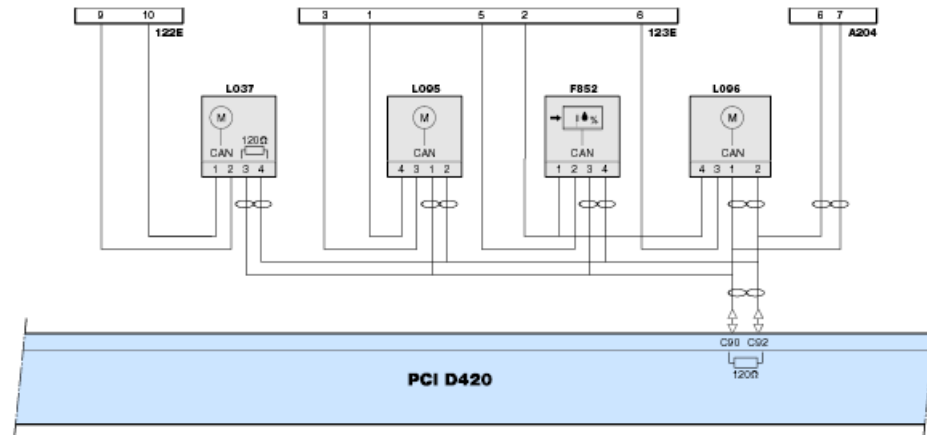 9 10
122E
3 1 5 2 6
123E
6 7
A204
L037
M
120Ω
CAN
1 2 3 4
L095
M
CAN
4 3 1 2
F852
%
CAN
1 2 3 4
L096
M
CAN
4 3 1 2
C90 C92
120Ω
PCI D420